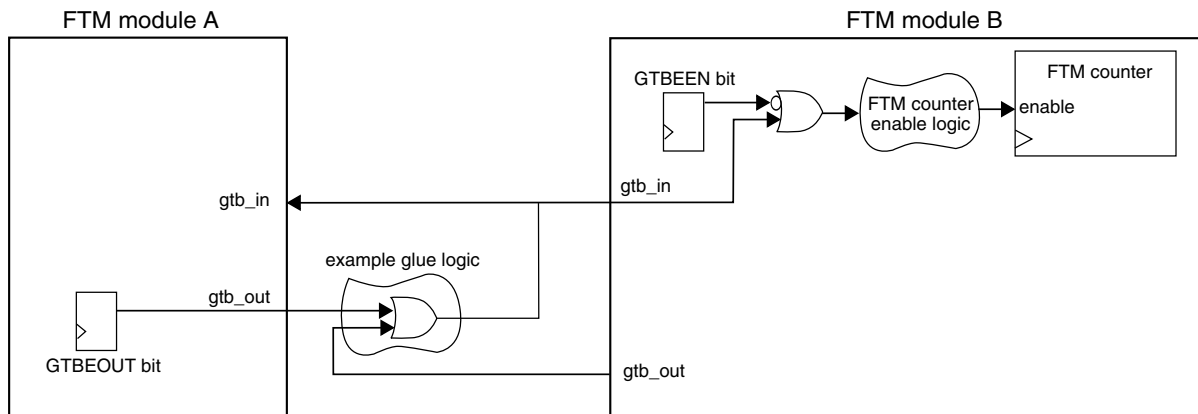 FTM module A
FTM module B
GTBEEN bit
FTM counter
enable
FTM counter
enable logic
gtb_in
gtb_in
example glue logic
gtb_out
GTBEOUT bit
gtb_out